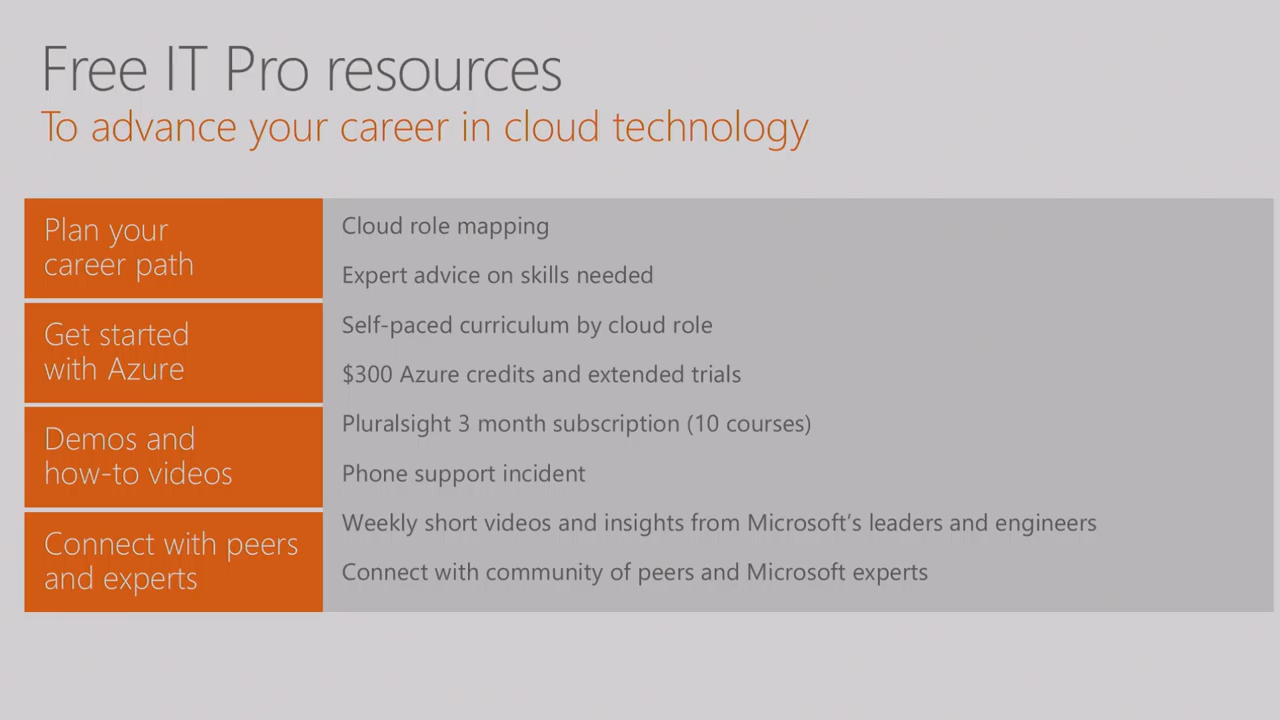 Free IT Pro resources
To advance your career in cloud technology
Plan your
career path
Get started
with Azure
Demos and
how-to videos
Connect with peers
and experts
Cloud role mapping
Expert advice on skills needed
Self-paced curriculum by cloud role
$300 Azure credits and extended trials
Pluralsight 3 month subscription (10 courses)
Phone support incident
Weekly short videos and insights from Microsoft’s leaders and engineers
Connect with community of peers and Microsoft experts